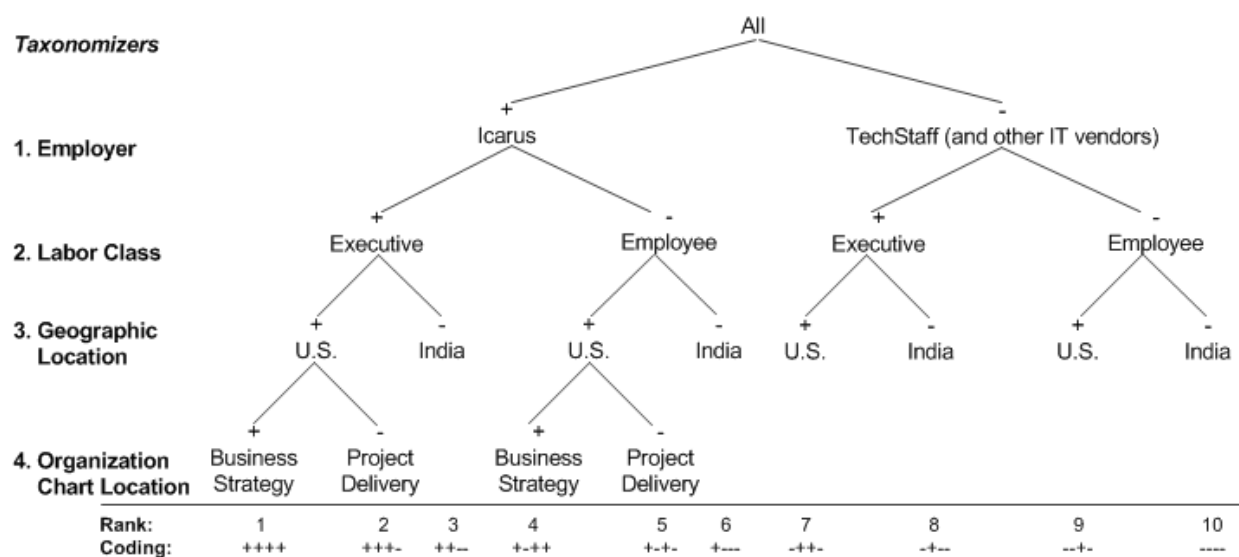 All
Taxonomizers
+ -
1. Employer Icarus TechStaff (and other IT vendors)
+ - + -
2. Labor Class Executive Employee Executive Employee
+ - + - + - + -
3. Geographic
Location U.S. India U.S. India U.S. India U.S. India
+ - + -
4. Organization Business Project Business Project
Chart Location Strategy Delivery Strategy Delivery
Rank: 1 2 3 4 5 6 7 8 9 10
Coding: ++++ +++- ++-- +-++ +-+- +--- -++- -+-- --+- ----